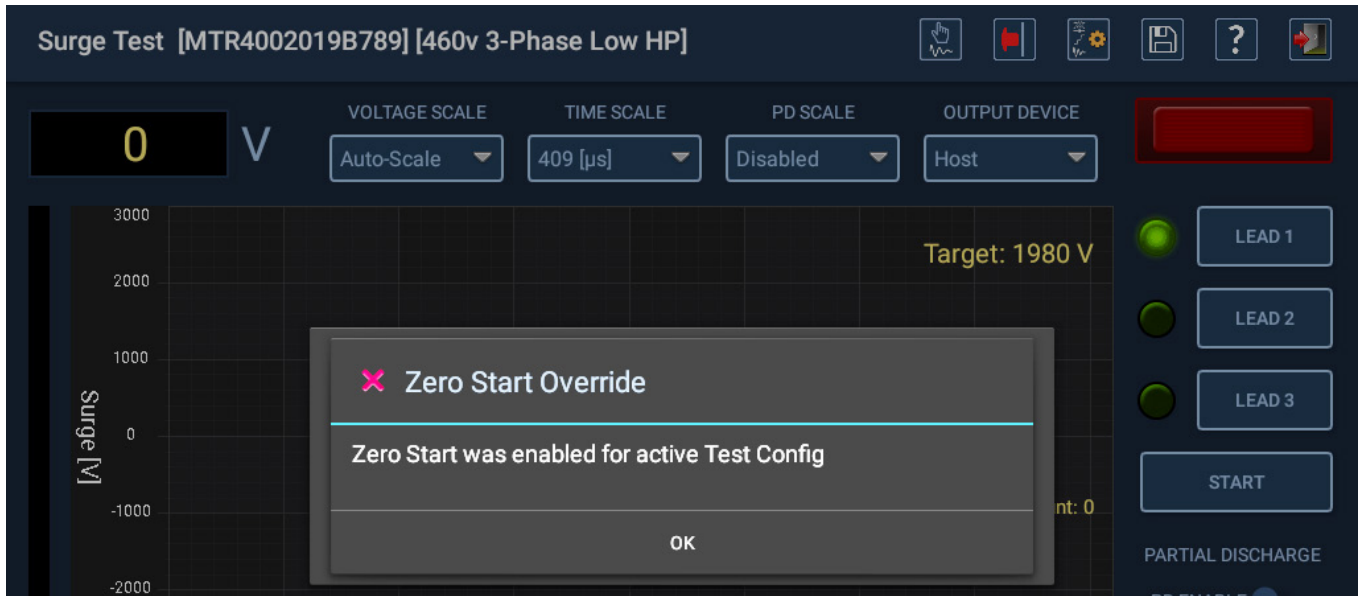 Surge Test [MTR4002019B789] [460v 3-Phase Low HP]
?
0 V
VOLTAGE SCALE
Auto-Scale
TIME SCALE
409 [µs]
PD SCALE
Disabled
OUTPUT DEVICE
Host
3000
2000
1000
0
-1000
-2000
Surge [V]
Target: 1980 V
Zero Start Override
Zero Start was enabled for active Test Config
OK
nt: 0
LEAD 1
LEAD 2
LEAD 3
START
PARTIAL DISCHARGE